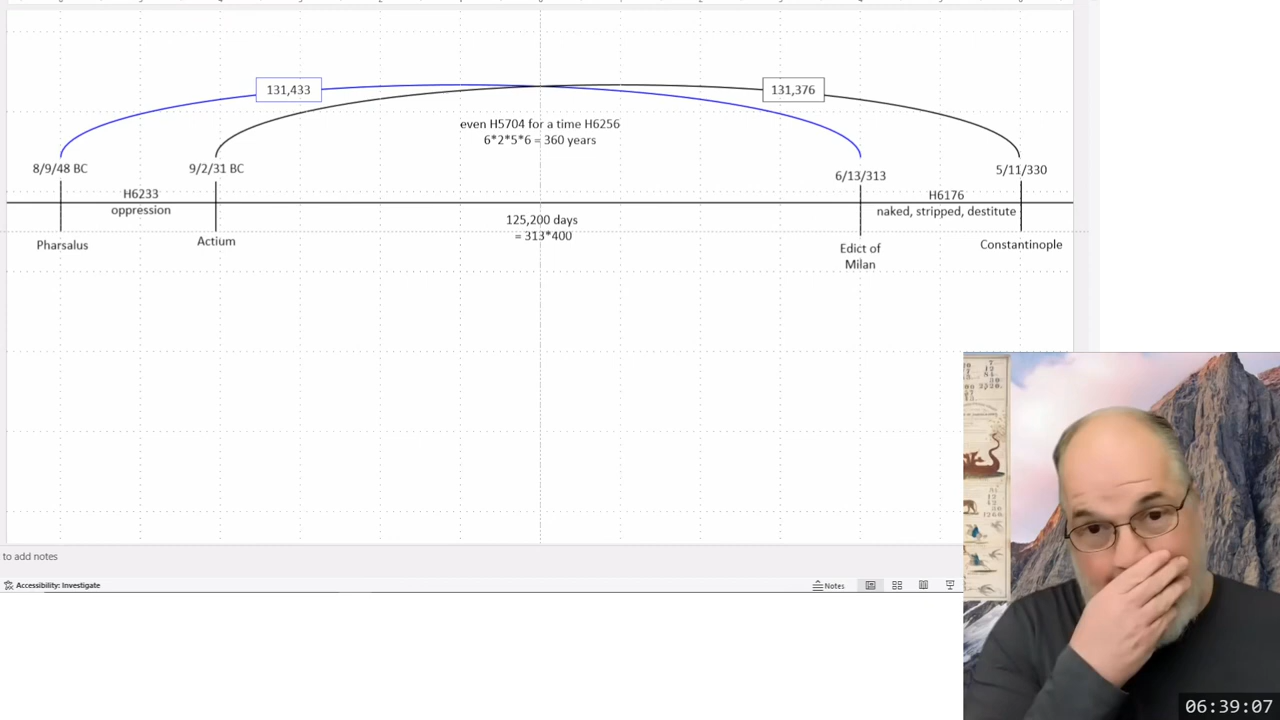 131,433
131,376
even H5704 for a time H6256
6*2*5*6 = 360 years
8/9/48 BC
9/2/31 BC
6/13/313
5/11/330
H6233
oppression
H6176
naked, stripped, destitute
125,200 days
= 313*400
Pharsalus
Actium
Edict of
Milan
Constantinople
to add notes
Accessibility: Investigate
Notes
06:39:07